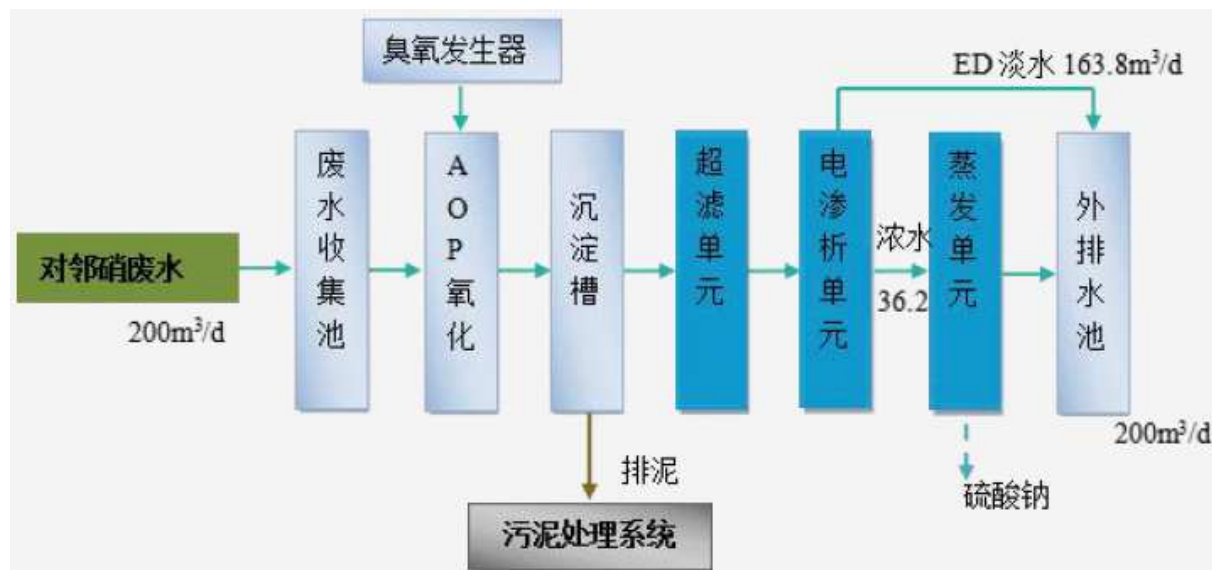 臭氧发生器
ED 淡水 163.8m³/d
对邻硝废水
200m³/d
废水收集池
AOP氧化
沉淀槽
超滤单元
电渗析单元
浓水
36.2
蒸发单元
外排水池
200m³/d
排泥
硫酸钠
污泥处理系统